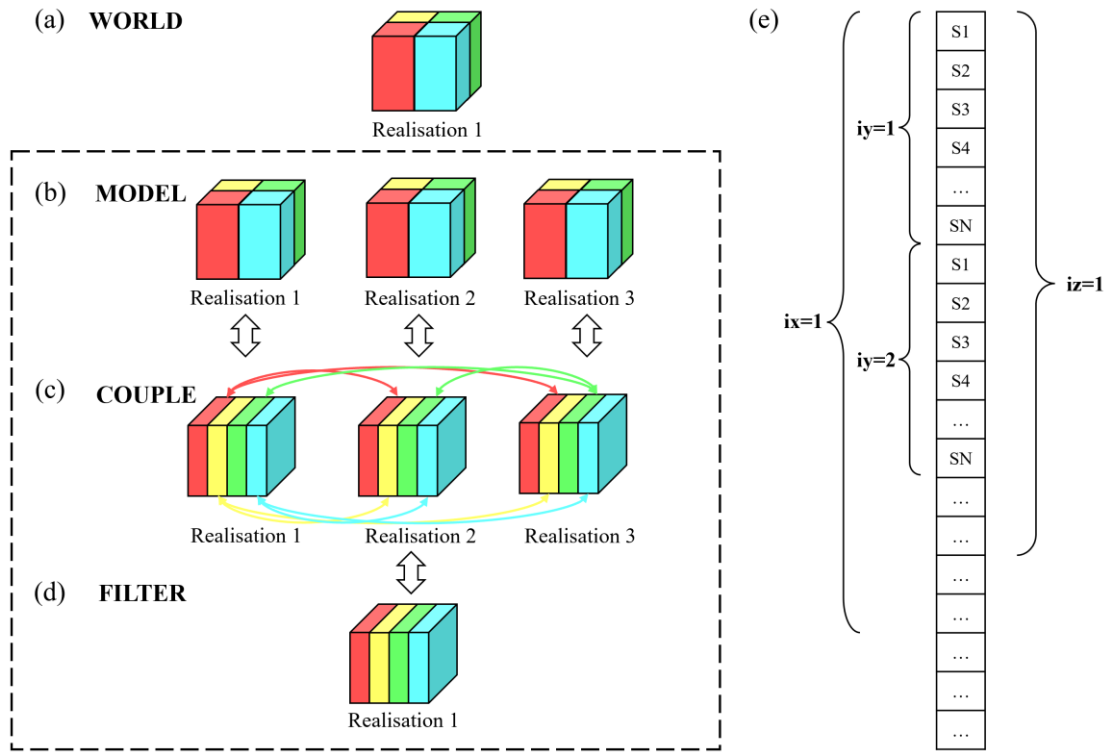 (a) WORLD
Realisation 1
(b) MODEL
Realisation 1 Realisation 2 Realisation 3
(c) COUPLE
Realisation 1 Realisation 2 Realisation 3
(d) FILTER
Realisation 1
(e)
S1
S2
S3
S4
...
SN
S1
S2
S3
S4
...
SN
...
...
...
...
...
...
...
iy=1
iy=2
ix=1
iz=1